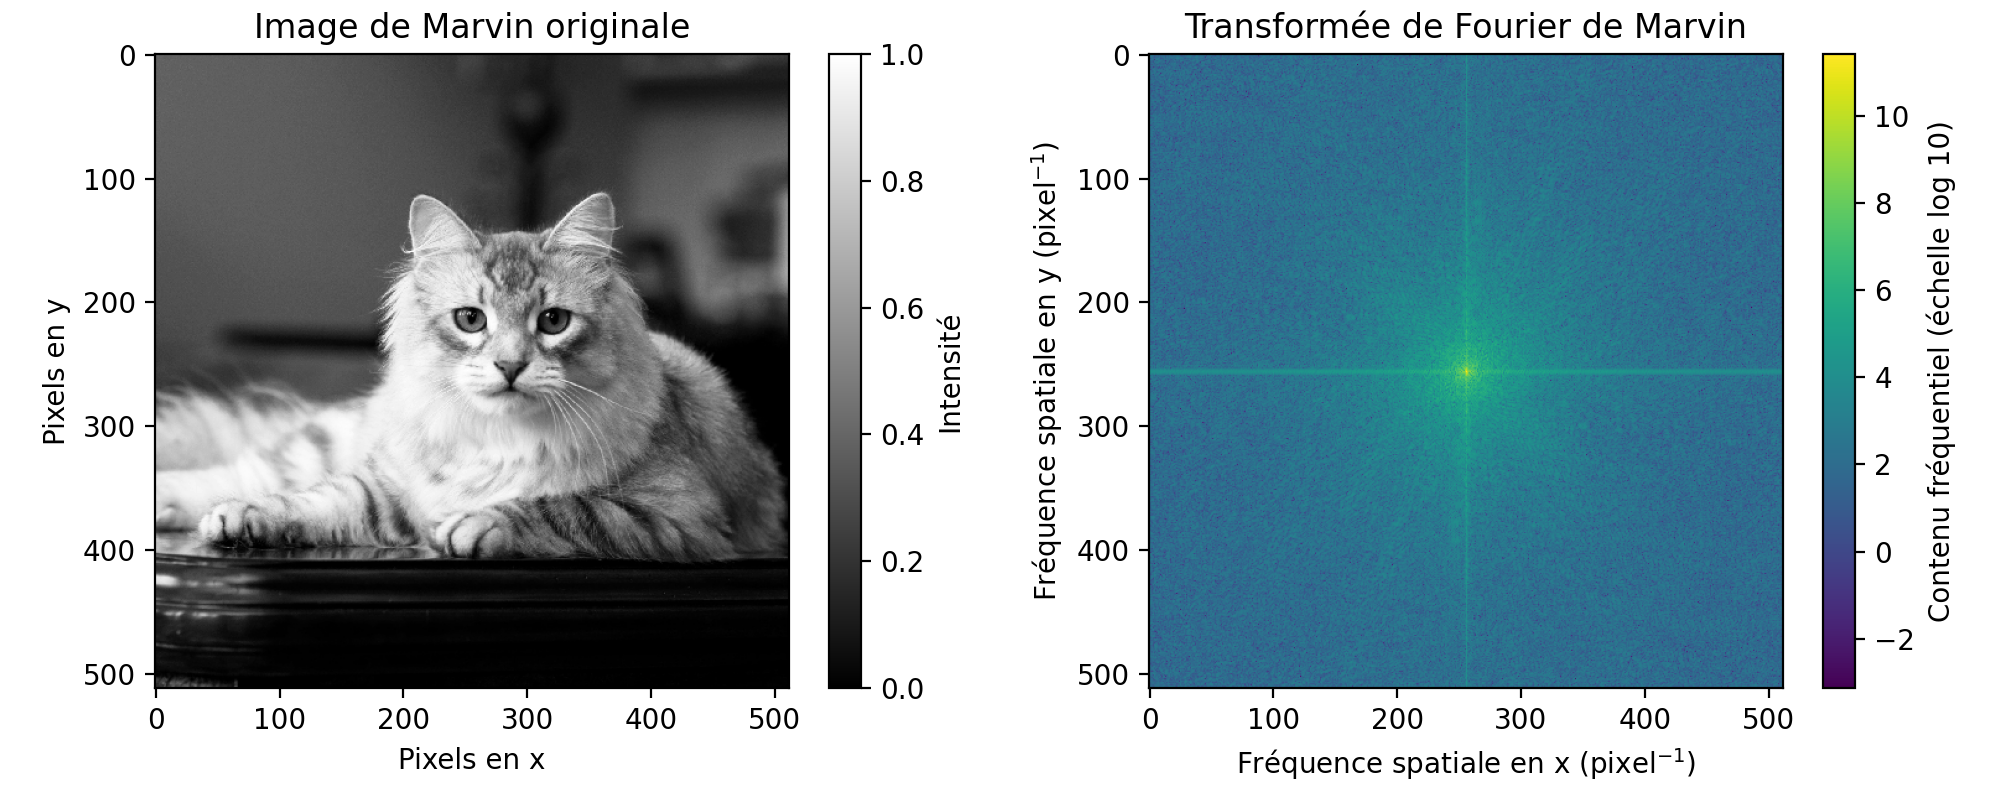 Image de Marvin originale
0
100
200
300
400
500
Pixels en y
0 100 200 300 400 500
Pixels en x
1.0
0.8
0.6
0.4
0.2
0.0
Intensité
Transformée de Fourier de Marvin
0
100
200
300
400
500
Fréquence spatiale en y (pixel⁻¹)
0 100 200 300 400 500
Fréquence spatiale en x (pixel⁻¹)
10
8
6
4
2
0
−2
Contenu fréquentiel (échelle log 10)